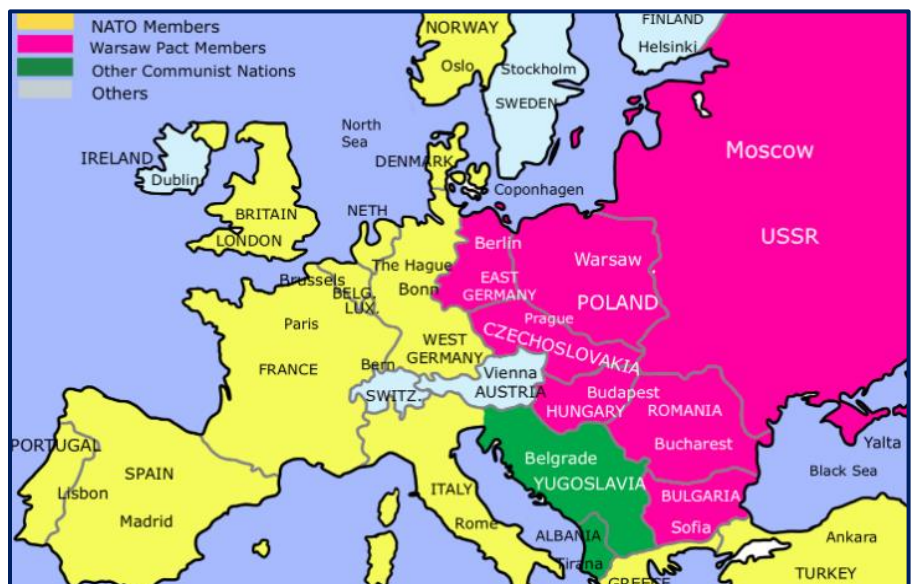 NATO Members
Warsaw Pact Members
Other Communist Nations
Others
NORWAY
Oslo
Stockholm
SWEDEN
FINLAND
Helsinki
North
Sea
IRELAND
Dublin
DENMARK
Coponhagen
Moscow
USSR
BRITAIN
LONDON
NETH
The Hague
Bonn
Brussels
BELG.
LUX.
Berlin
EAST
GERMANY
Warsaw
POLAND
Paris
FRANCE
WEST
GERMANY
Prague
CZECHOSLOVAKIA
Bern
SWITZ.
Vienna
AUSTRIA
Budapest
HUNGARY
ROMANIA
Bucharest
Yalta
Black Sea
PORTUGAL
Lisbon
SPAIN
Madrid
ITALY
Rome
Belgrade
YUGOSLAVIA
BULGARIA
Sofia
ALBANIA
Tirana
GREECE
Ankara
TURKEY